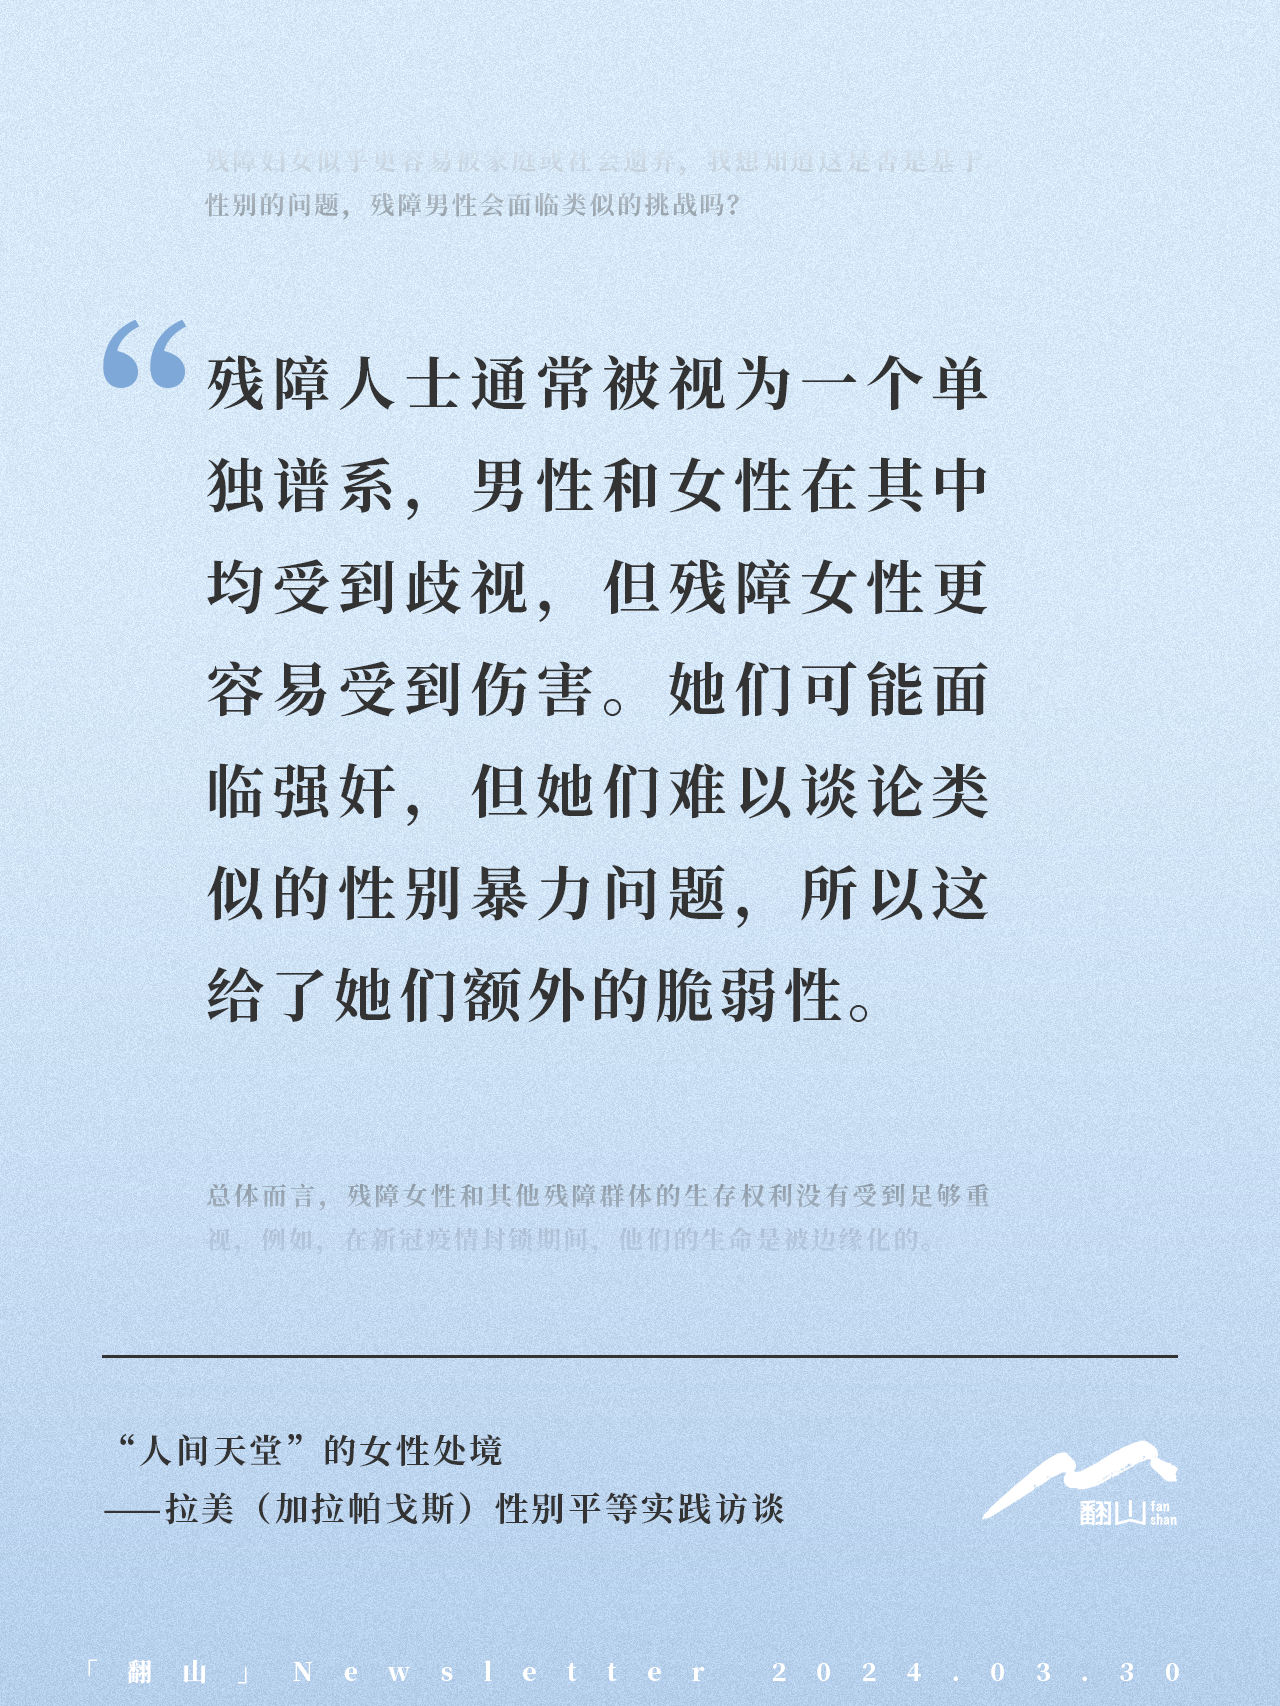 残障妇女似乎更容易被家庭或社会遗弃，我想知道这是否是基于
性别的问题，残障男性会面临类似的挑战吗？
“残障人士通常被视为一个单
独谱系，男性和女性在其中
均受到歧视，但残障女性更
容易受到伤害。她们可能面
临强奸，但她们难以谈论类
似的性别暴力问题，所以这
给了她们额外的脆弱性。
总体而言，残障女性和其他残障群体的生存权利没有受到足够重
视，例如，在新冠疫情封锁期间，他们的生命是被边缘化的。
“人间天堂”的女性处境
——拉美（加拉帕戈斯）性别平等实践访谈
翻山 fan shan
「翻山」Newsletter 2024.03.30